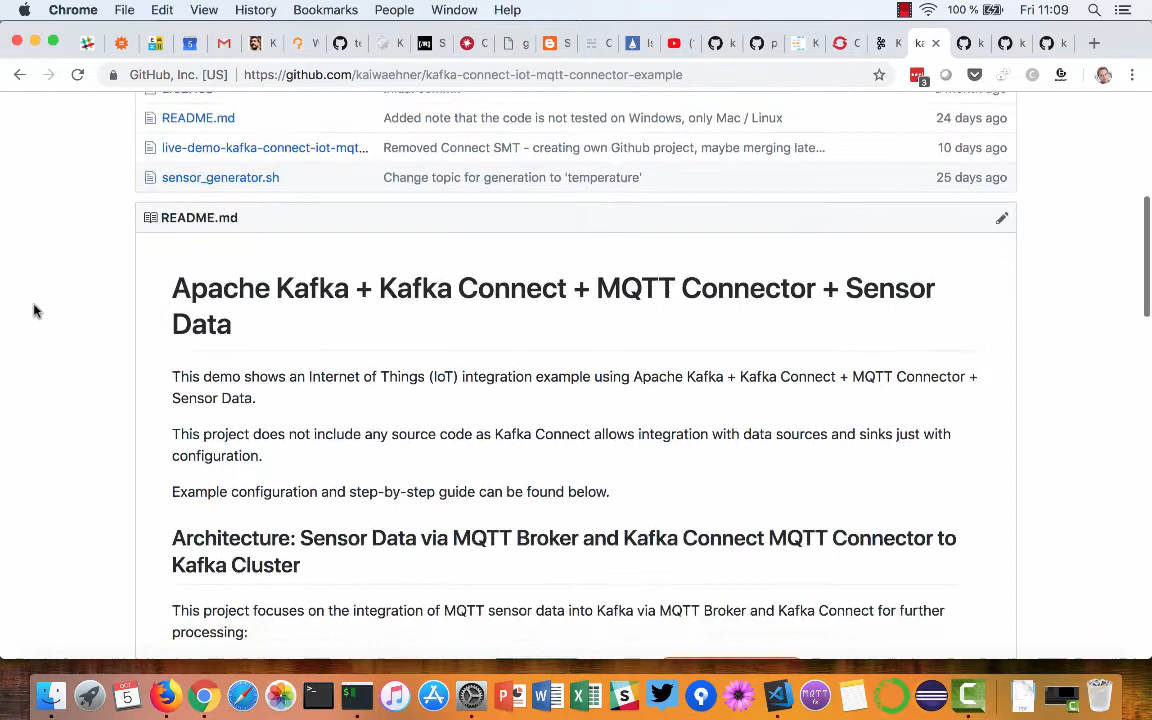 Chrome File Edit View History Bookmarks People Window Help 100 % Fri 11:09
GitHub, Inc. [US] https://github.com/kaiwaehner/kafka-connect-iot-mqtt-connector-example
README.md Added note that the code is not tested on Windows, only Mac / Linux 24 days ago
live-demo-kafka-connect-iot-mqt... Removed Connect SMT - creating own Github project, maybe merging late... 10 days ago
sensor_generator.sh Change topic for generation to 'temperature' 25 days ago
README.md
Apache Kafka + Kafka Connect + MQTT Connector + Sensor
Data
This demo shows an Internet of Things (IoT) integration example using Apache Kafka + Kafka Connect + MQTT Connector +
Sensor Data.
This project does not include any source code as Kafka Connect allows integration with data sources and sinks just with
configuration.
Example configuration and step-by-step guide can be found below.
Architecture: Sensor Data via MQTT Broker and Kafka Connect MQTT Connector to
Kafka Cluster
This project focuses on the integration of MQTT sensor data into Kafka via MQTT Broker and Kafka Connect for further
processing: